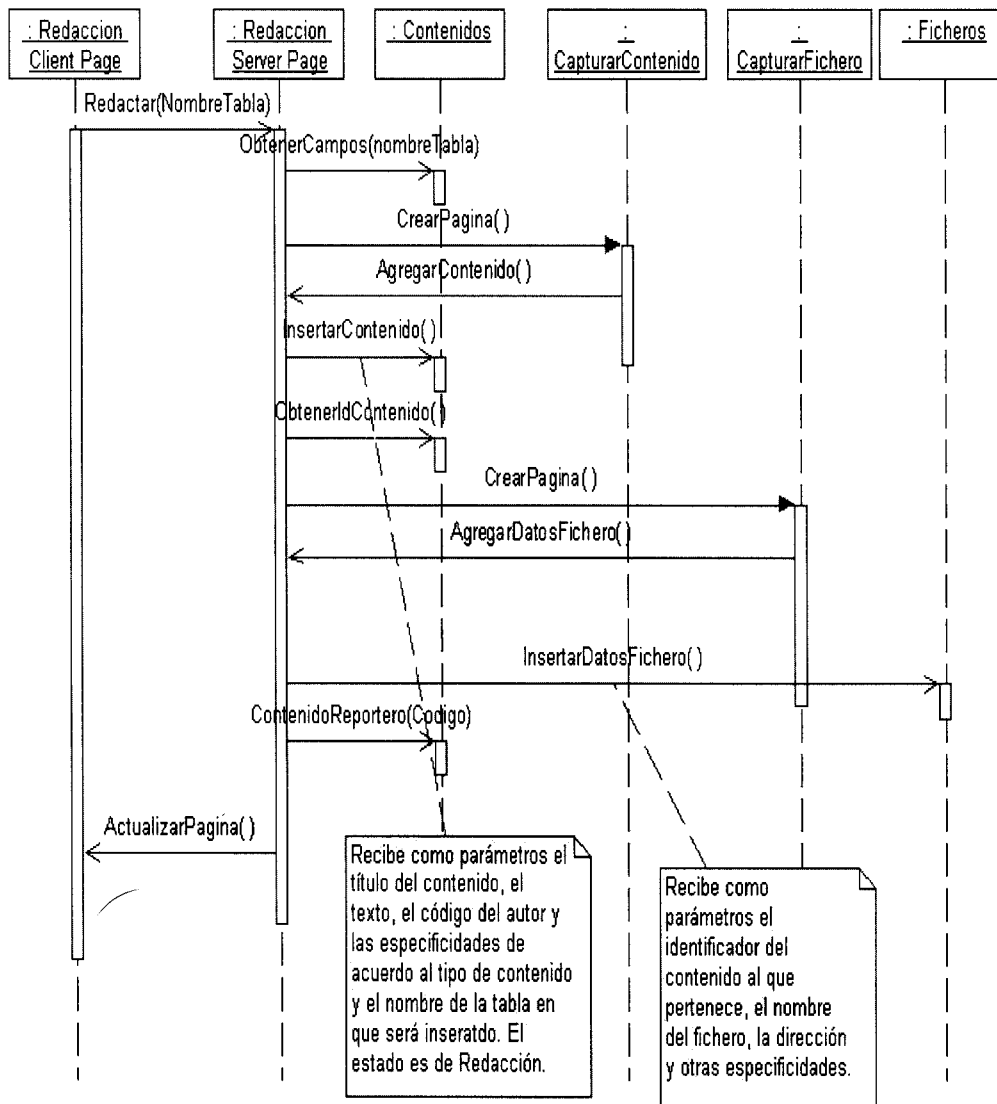 : Redaccion
Client Page
: Redaccion
Server Page
: Contenidos
:
CapturarContenido
:
CapturarFichero
: Ficheros
Redactar(NombreTabla)
ObtenerCampos(nombreTabla)
CrearPagina( )
AgregarContenido( )
InsertarContenido( )
ObtenerIdContenido( )
CrearPagina( )
AgregarDatosFichero( )
InsertarDatosFichero( )
ContenidoReportero(Codigo)
ActualizarPagina( )
Recibe como parámetros el
título del contenido, el
texto, el código del autor y
las especificidades de
acuerdo al tipo de contenido
y el nombre de la tabla en
que será inseratdo. El
estado es de Redacción.
Recibe como
parámetros el
identificador del
contenido al que
pertenece, el nombre
del fichero, la dirección
y otras especificidades.